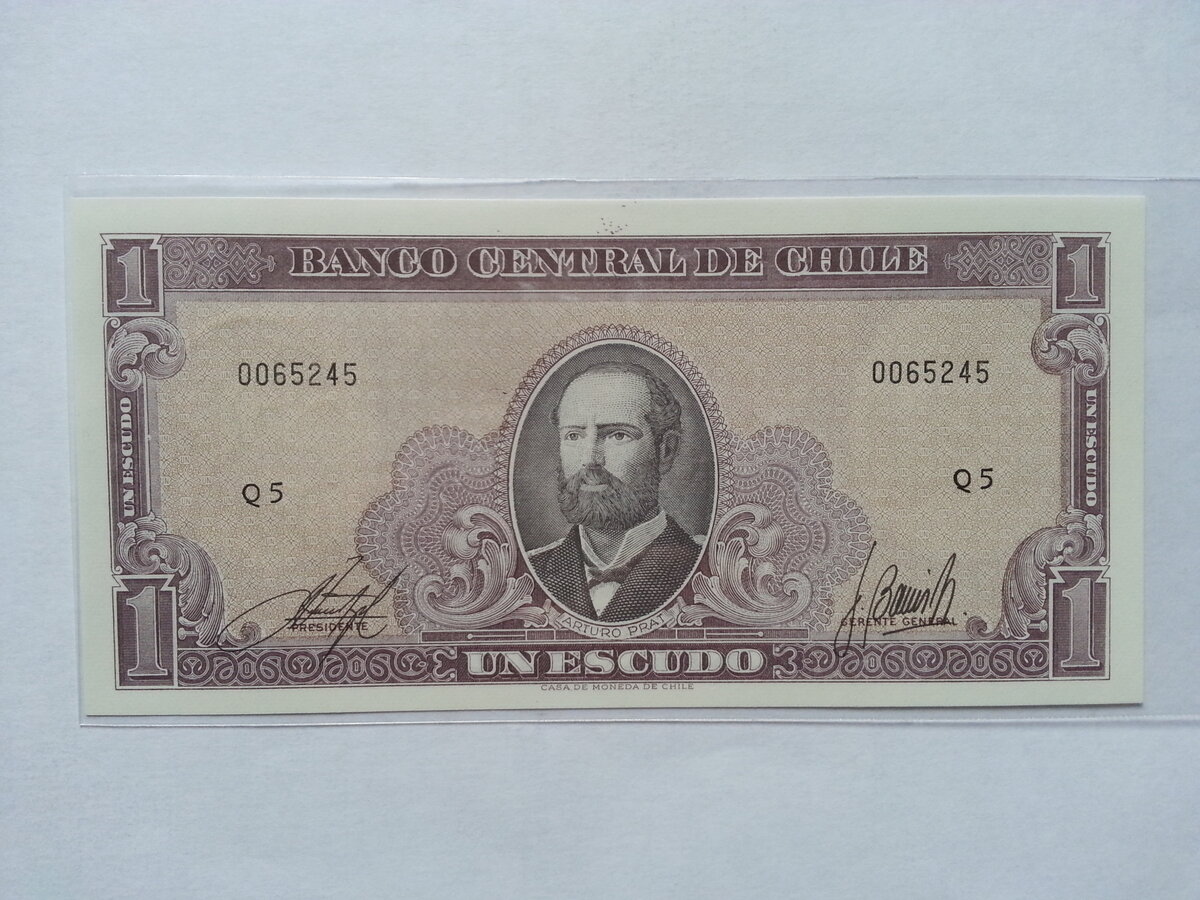 1 BANCO CENTRAL DE CHILE 1
0065245 0065245
UN ESCUDO UN ESCUDO
Q 5 Q 5
PRESIDENTE ARTURO PRAT GERENTE GENERAL
1 UN ESCUDO 1
CASA DE MONEDA DE CHILE